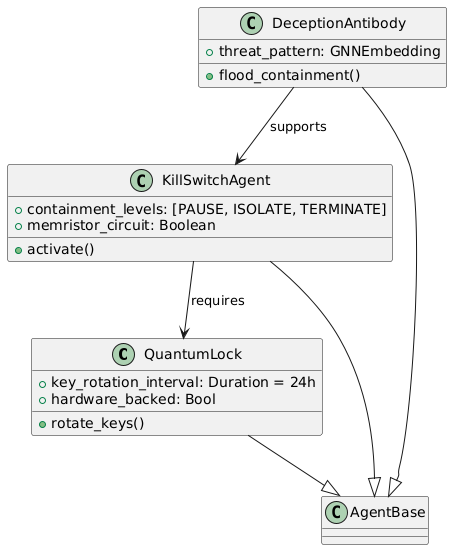 C DeceptionAntibody
threat_pattern: GNNEmbedding
flood_containment()
supports
C KillSwitchAgent
containment_levels: [PAUSE, ISOLATE, TERMINATE]
memristor_circuit: Boolean
activate()
requires
C QuantumLock
key_rotation_interval: Duration = 24h
hardware_backed: Bool
rotate_keys()
C AgentBase